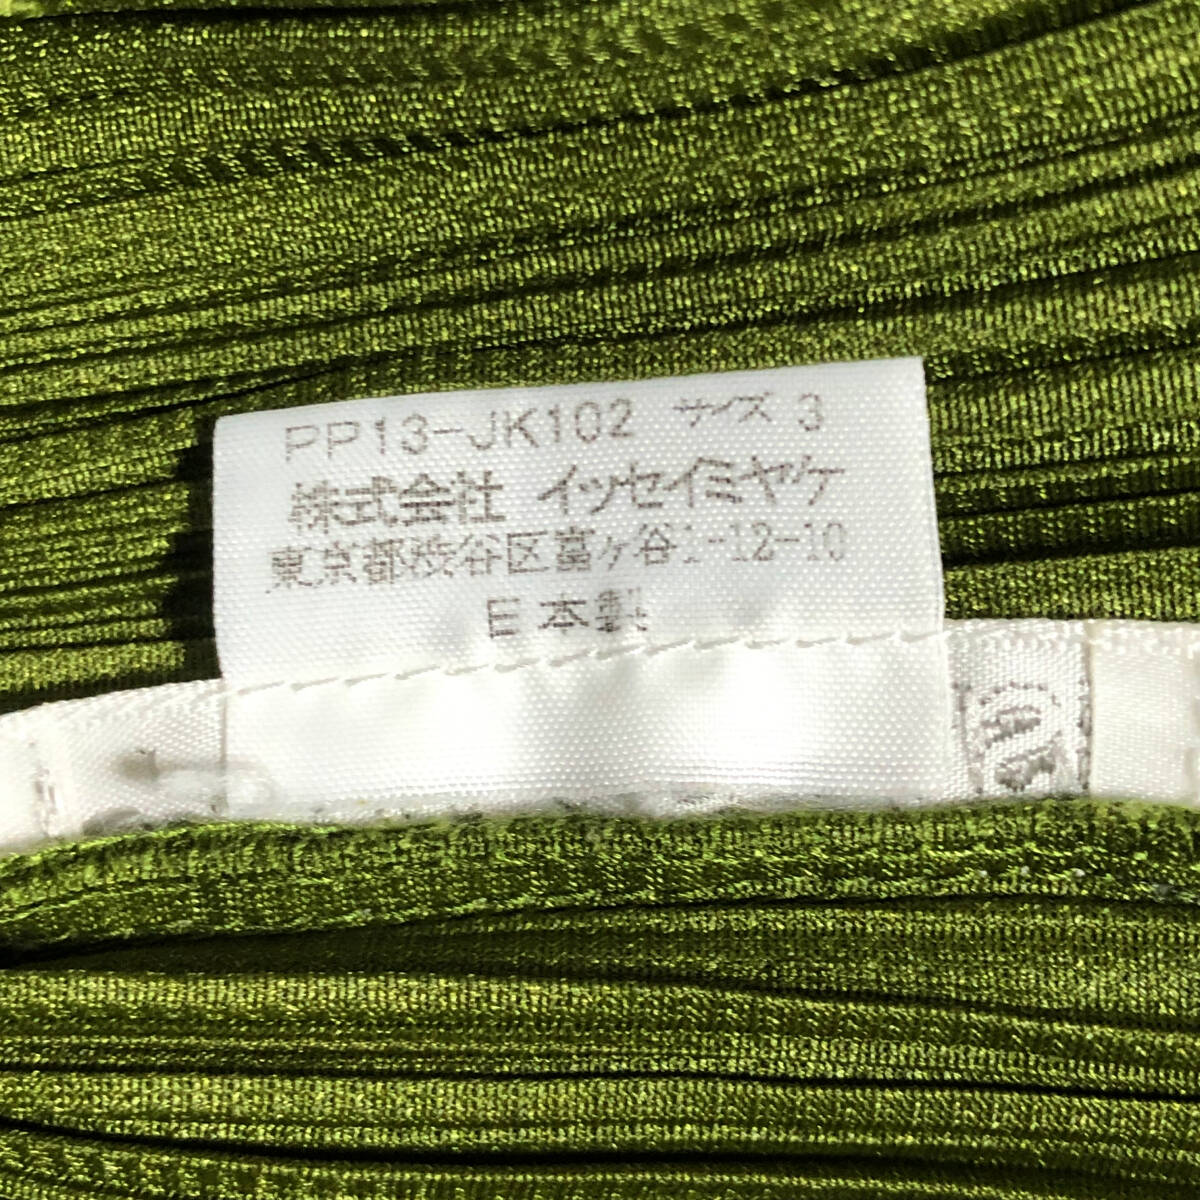 PP13-JK102 サイズ 3
株式会社 イッセイミヤケ
東京都渋谷区富ヶ谷1-12-10
日本製